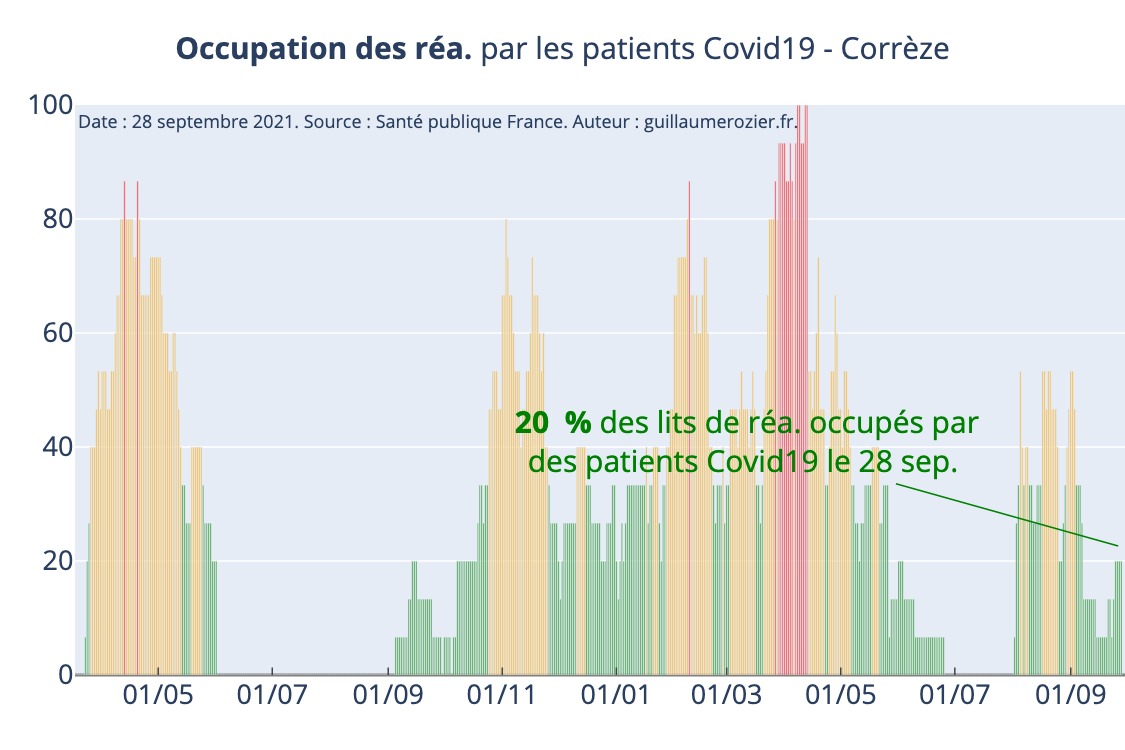 Occupation des réa. par les patients Covid19 - Corrèze
100
Date : 28 septembre 2021. Source : Santé publique France. Auteur : guillaumerozier.fr.
80
60
20  % des lits de réa. occupés par
des patients Covid19 le 28 sep.
40
20
0
01/05 01/07 01/09 01/11 01/01 01/03 01/05 01/07 01/09